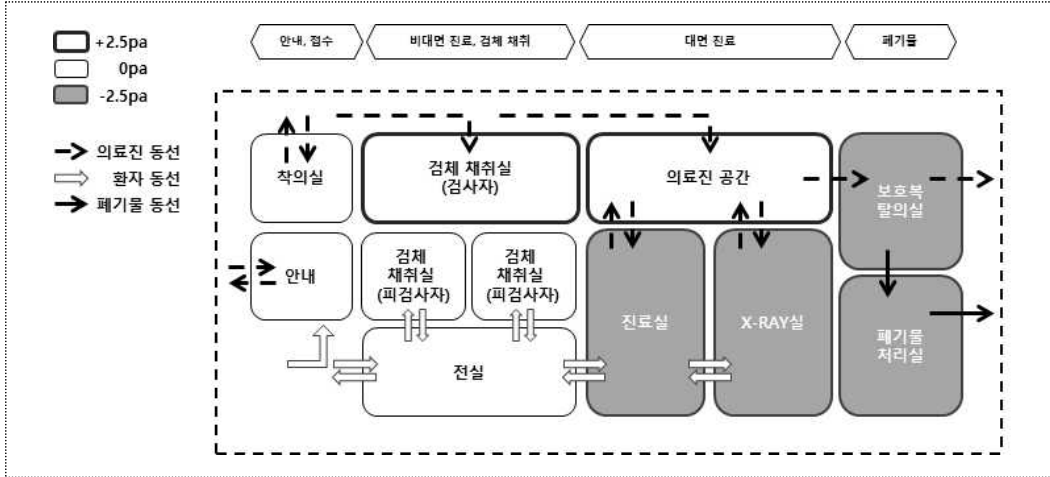 +2.5pa
0pa
-2.5pa
의료진 동선
환자 동선
폐기물 동선
안내, 접수
비대면 진료, 검체 채취
대면 진료
폐기물
착의실
검체 채취실
(검사자)
의료진 공간
보호복
탈의실
안내
검체
채취실
(피검사자)
검체
채취실
(피검사자)
진료실
X-RAY실
폐기물
처리실
전실